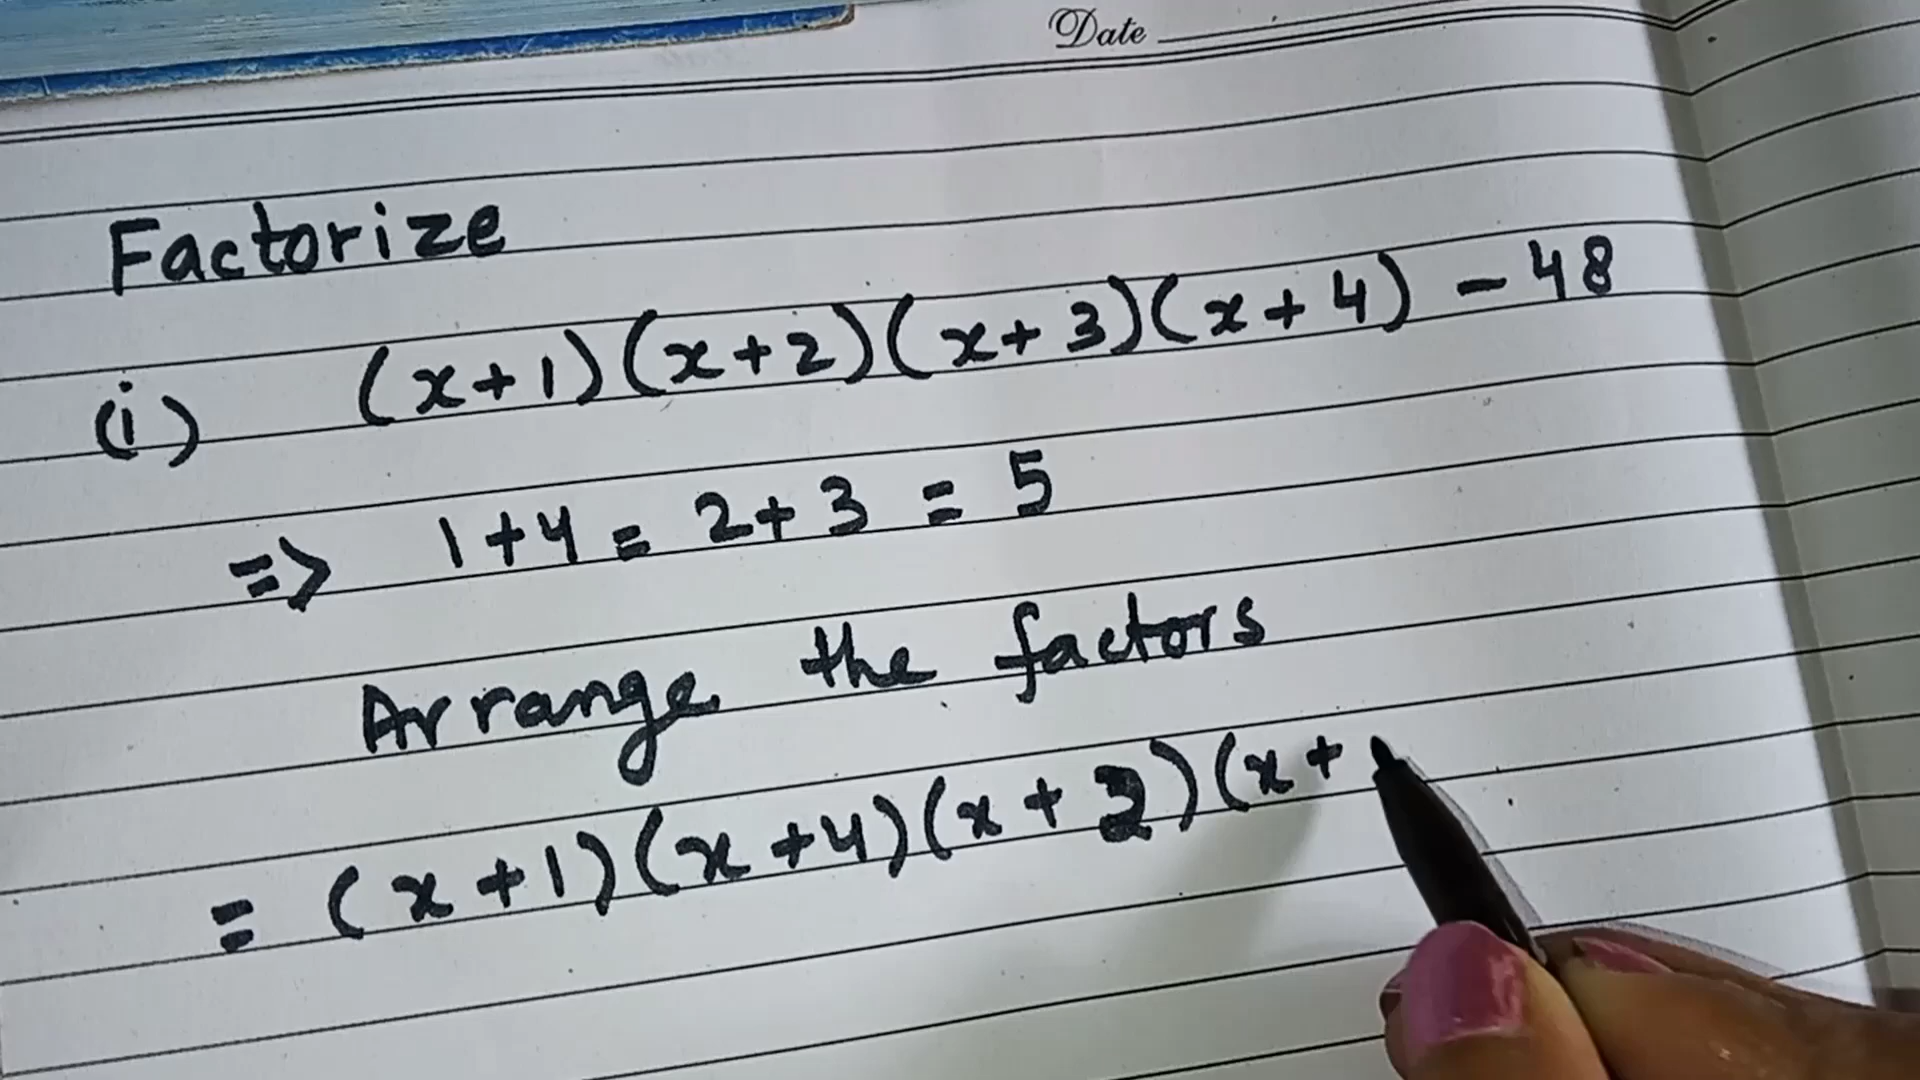 Date
Factorize
(i) (x+1)(x+2)(x+3)(x+4) - 48
=> 1+4 = 2+3 = 5
Arrange the factors
= (x+1)(x+4)(x+2)(x+